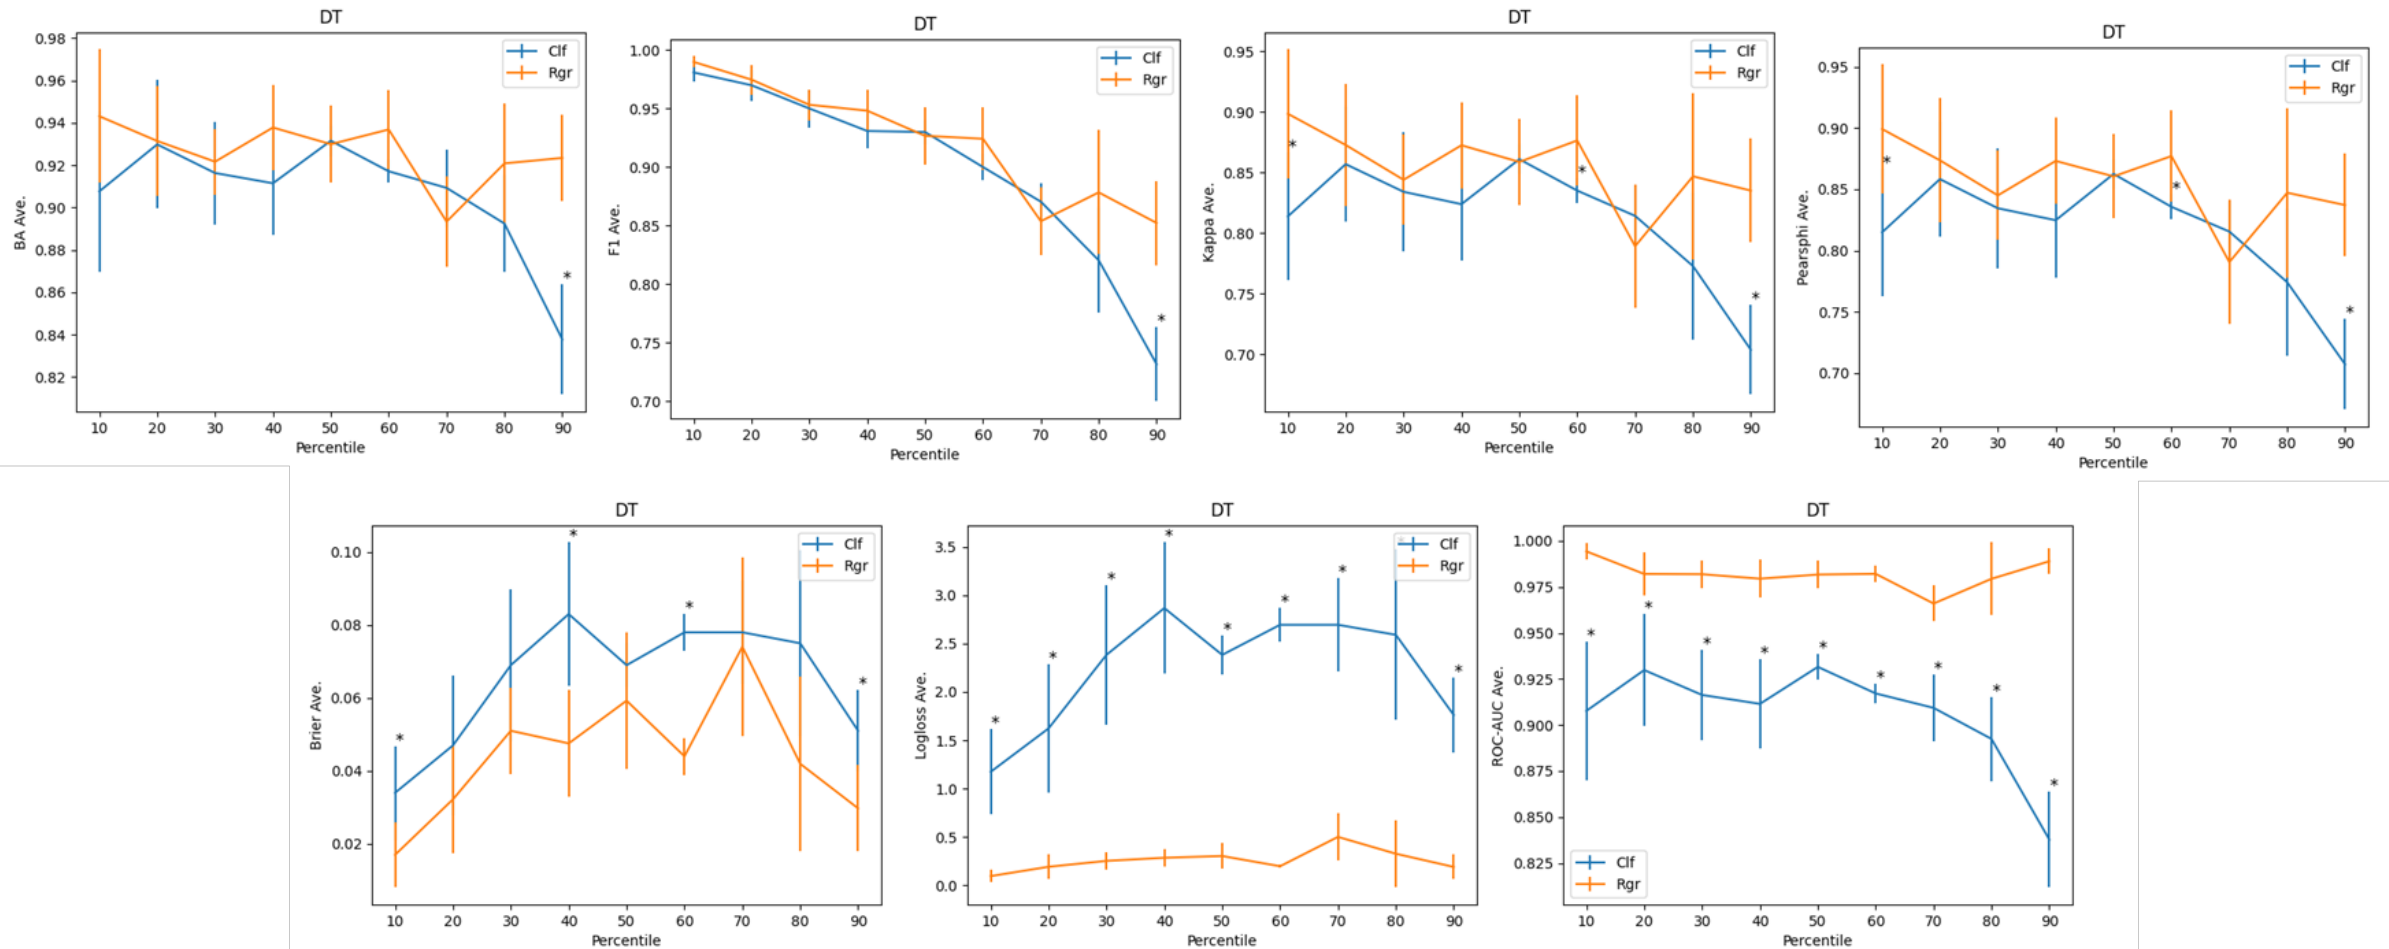 DT
Clf
Rgr
0.98
0.96
0.94
0.92
0.90
0.88
0.86
0.84
0.82
BA Ave.
*
10 20 30 40 50 60 70 80 90
Percentile
DT
Clf
Rgr
1.00
0.95
0.90
0.85
0.80
0.75
0.70
F1 Ave.
*
10 20 30 40 50 60 70 80 90
Percentile
DT
Clf
Rgr
0.95
0.90
0.85
0.80
0.75
0.70
Kappa Ave.
* * *
10 20 30 40 50 60 70 80 90
Percentile
DT
Clf
Rgr
0.95
0.90
0.85
0.80
0.75
0.70
Pearsphi Ave.
* * *
10 20 30 40 50 60 70 80 90
Percentile
DT
Clf
Rgr
0.10
0.08
0.06
0.04
0.02
Brier Ave.
* * * *
10 20 30 40 50 60 70 80 90
Percentile
DT
Clf
Rgr
3.5
3.0
2.5
2.0
1.5
1.0
0.5
0.0
Logloss Ave.
* * * * * * * *
10 20 30 40 50 60 70 80 90
Percentile
DT
1.000
0.975
0.950
0.925
0.900
0.875
0.850
0.825
ROC-AUC Ave.
* * * * * * * * *
Clf
Rgr
10 20 30 40 50 60 70 80 90
Percentile